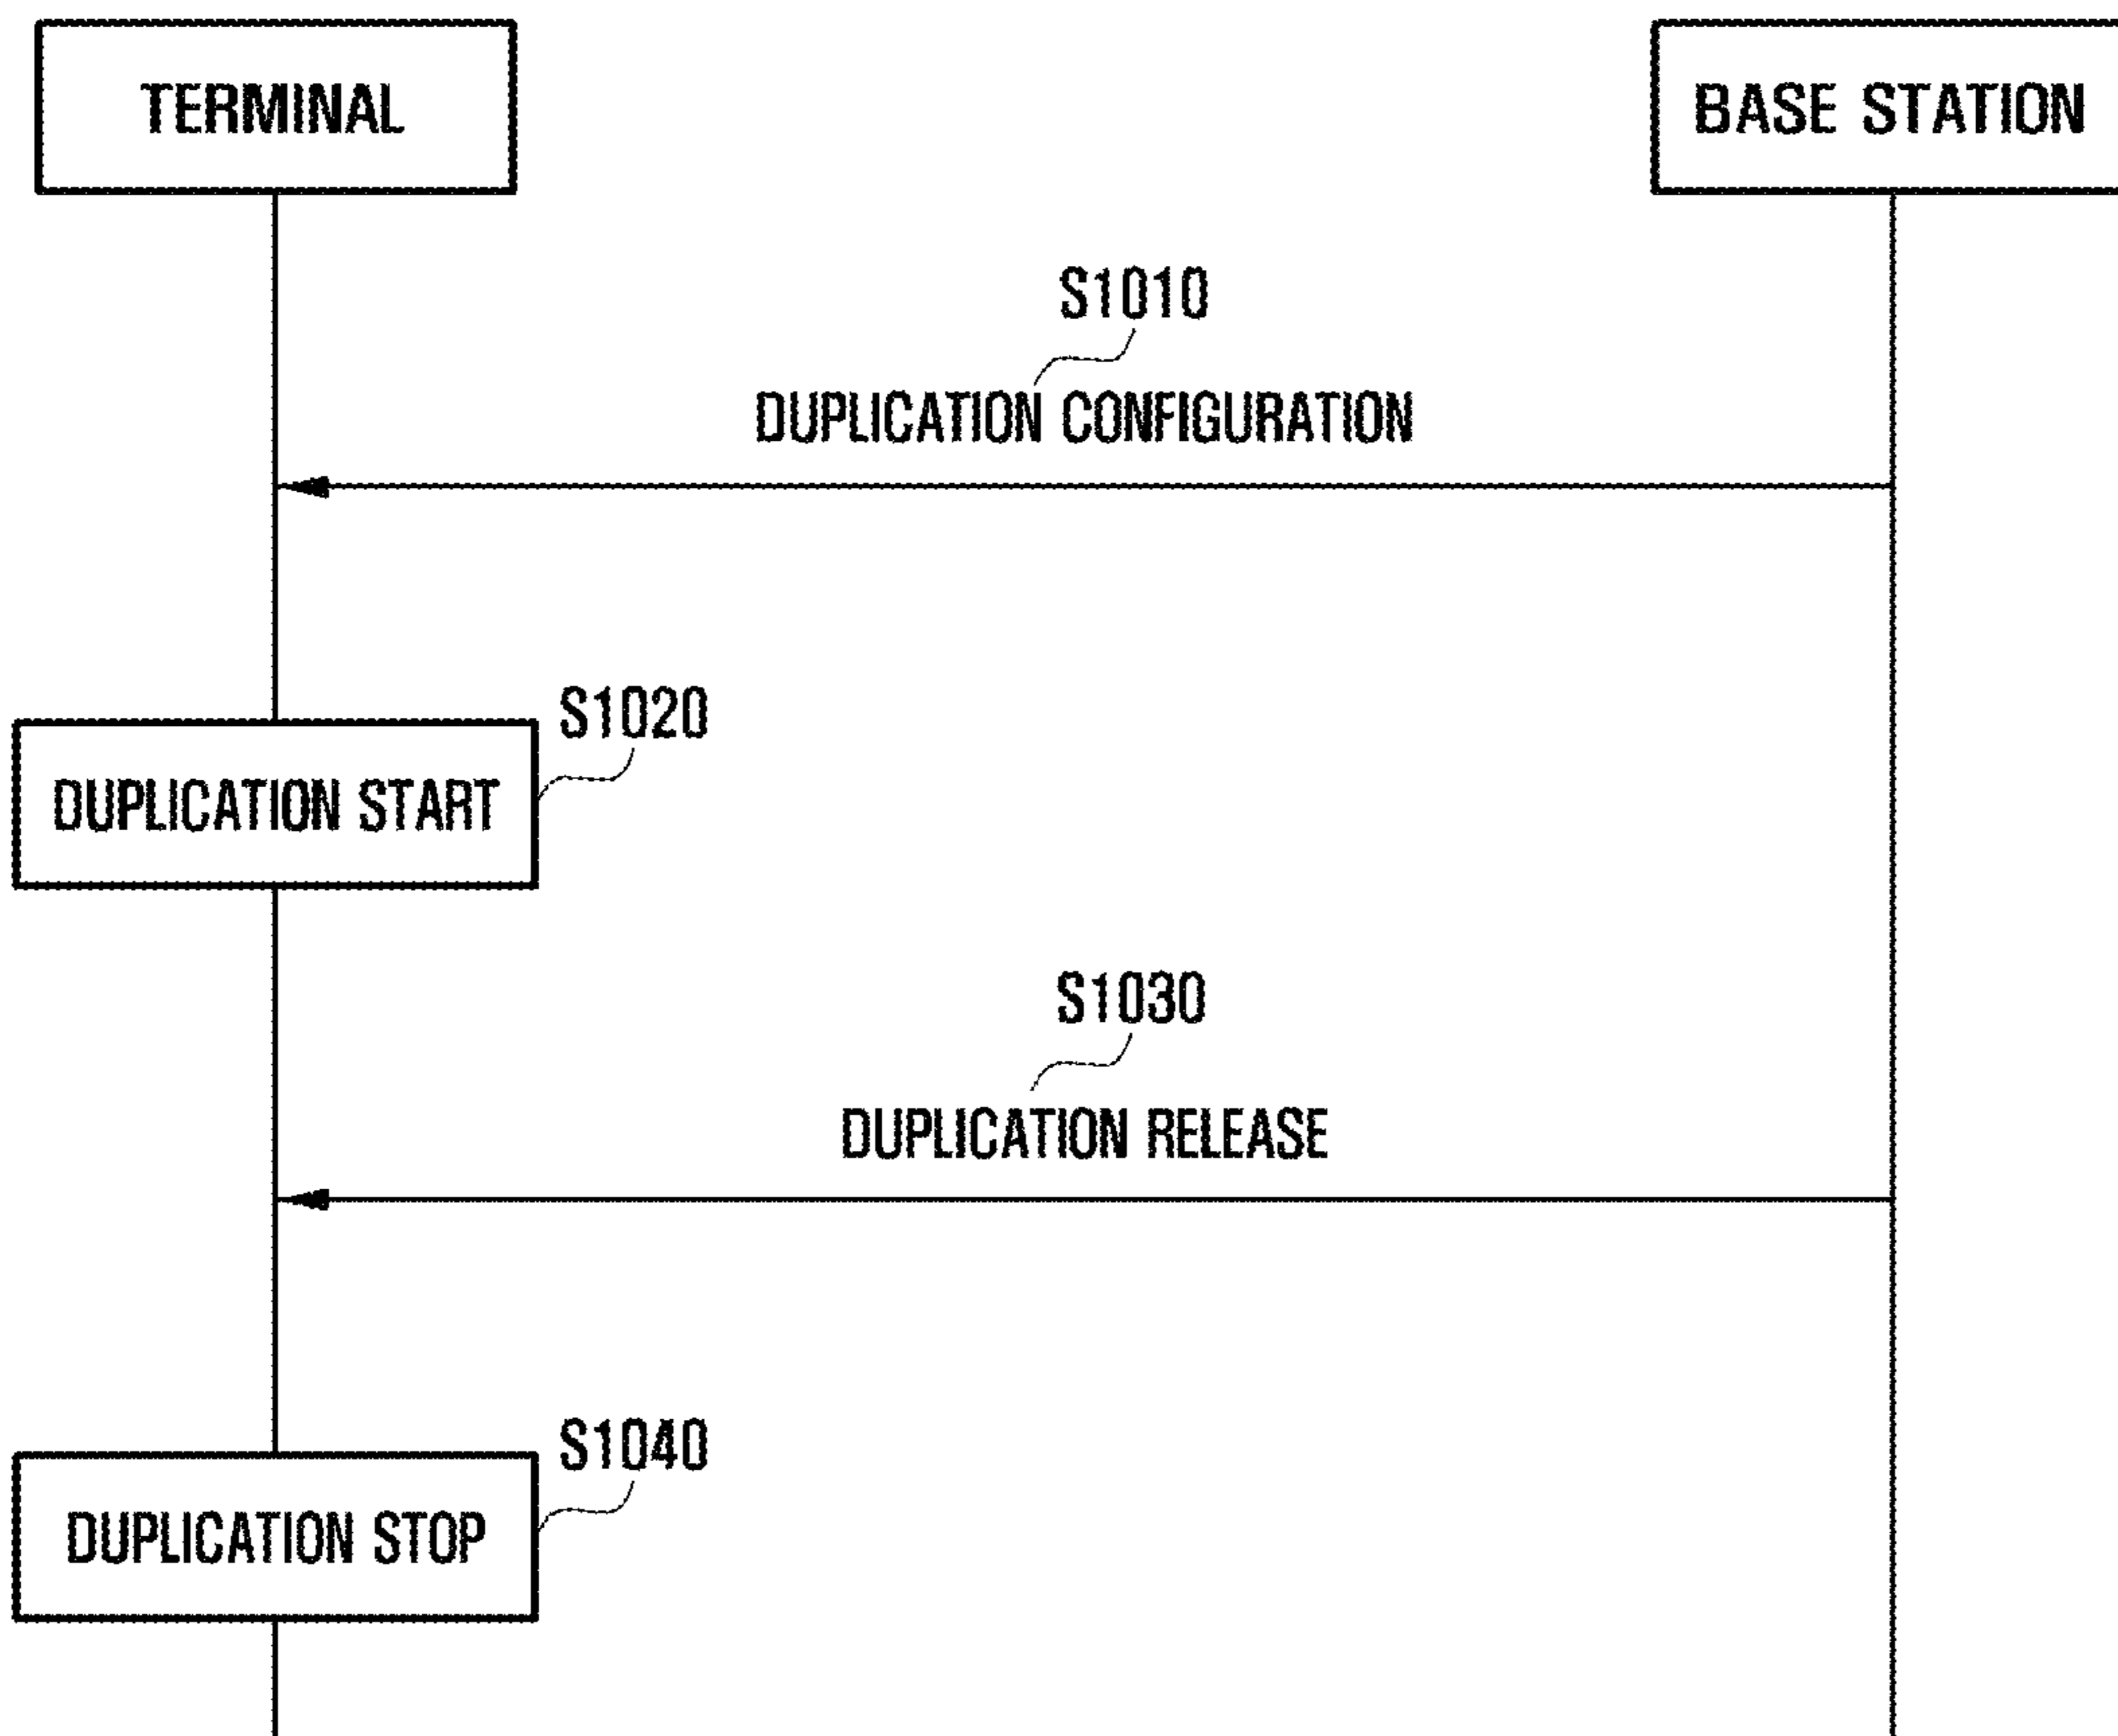 TERMINAL
BASE STATION
S1010
DUPLICATION CONFIGURATION
S1020
DUPLICATION START
S1030
DUPLICATION RELEASE
S1040
DUPLICATION STOP